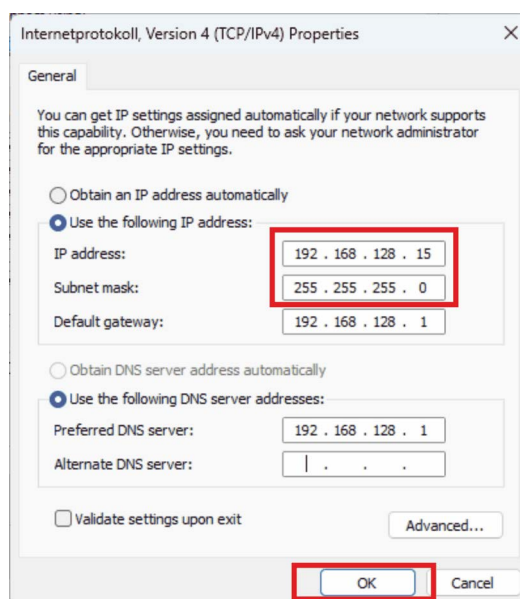 Internetprotokoll, Version 4 (TCP/IPv4) Properties
General
You can get IP settings assigned automatically if your network supports
this capability. Otherwise, you need to ask your network administrator
for the appropriate IP settings.
Obtain an IP address automatically
Use the following IP address:
IP address: 192 . 168 . 128 . 15
Subnet mask: 255 . 255 . 255 . 0
Default gateway: 192 . 168 . 128 . 1
Obtain DNS server address automatically
Use the following DNS server addresses:
Preferred DNS server: 192 . 168 . 128 . 1
Alternate DNS server: . . .
Validate settings upon exit
Advanced...
OK Cancel